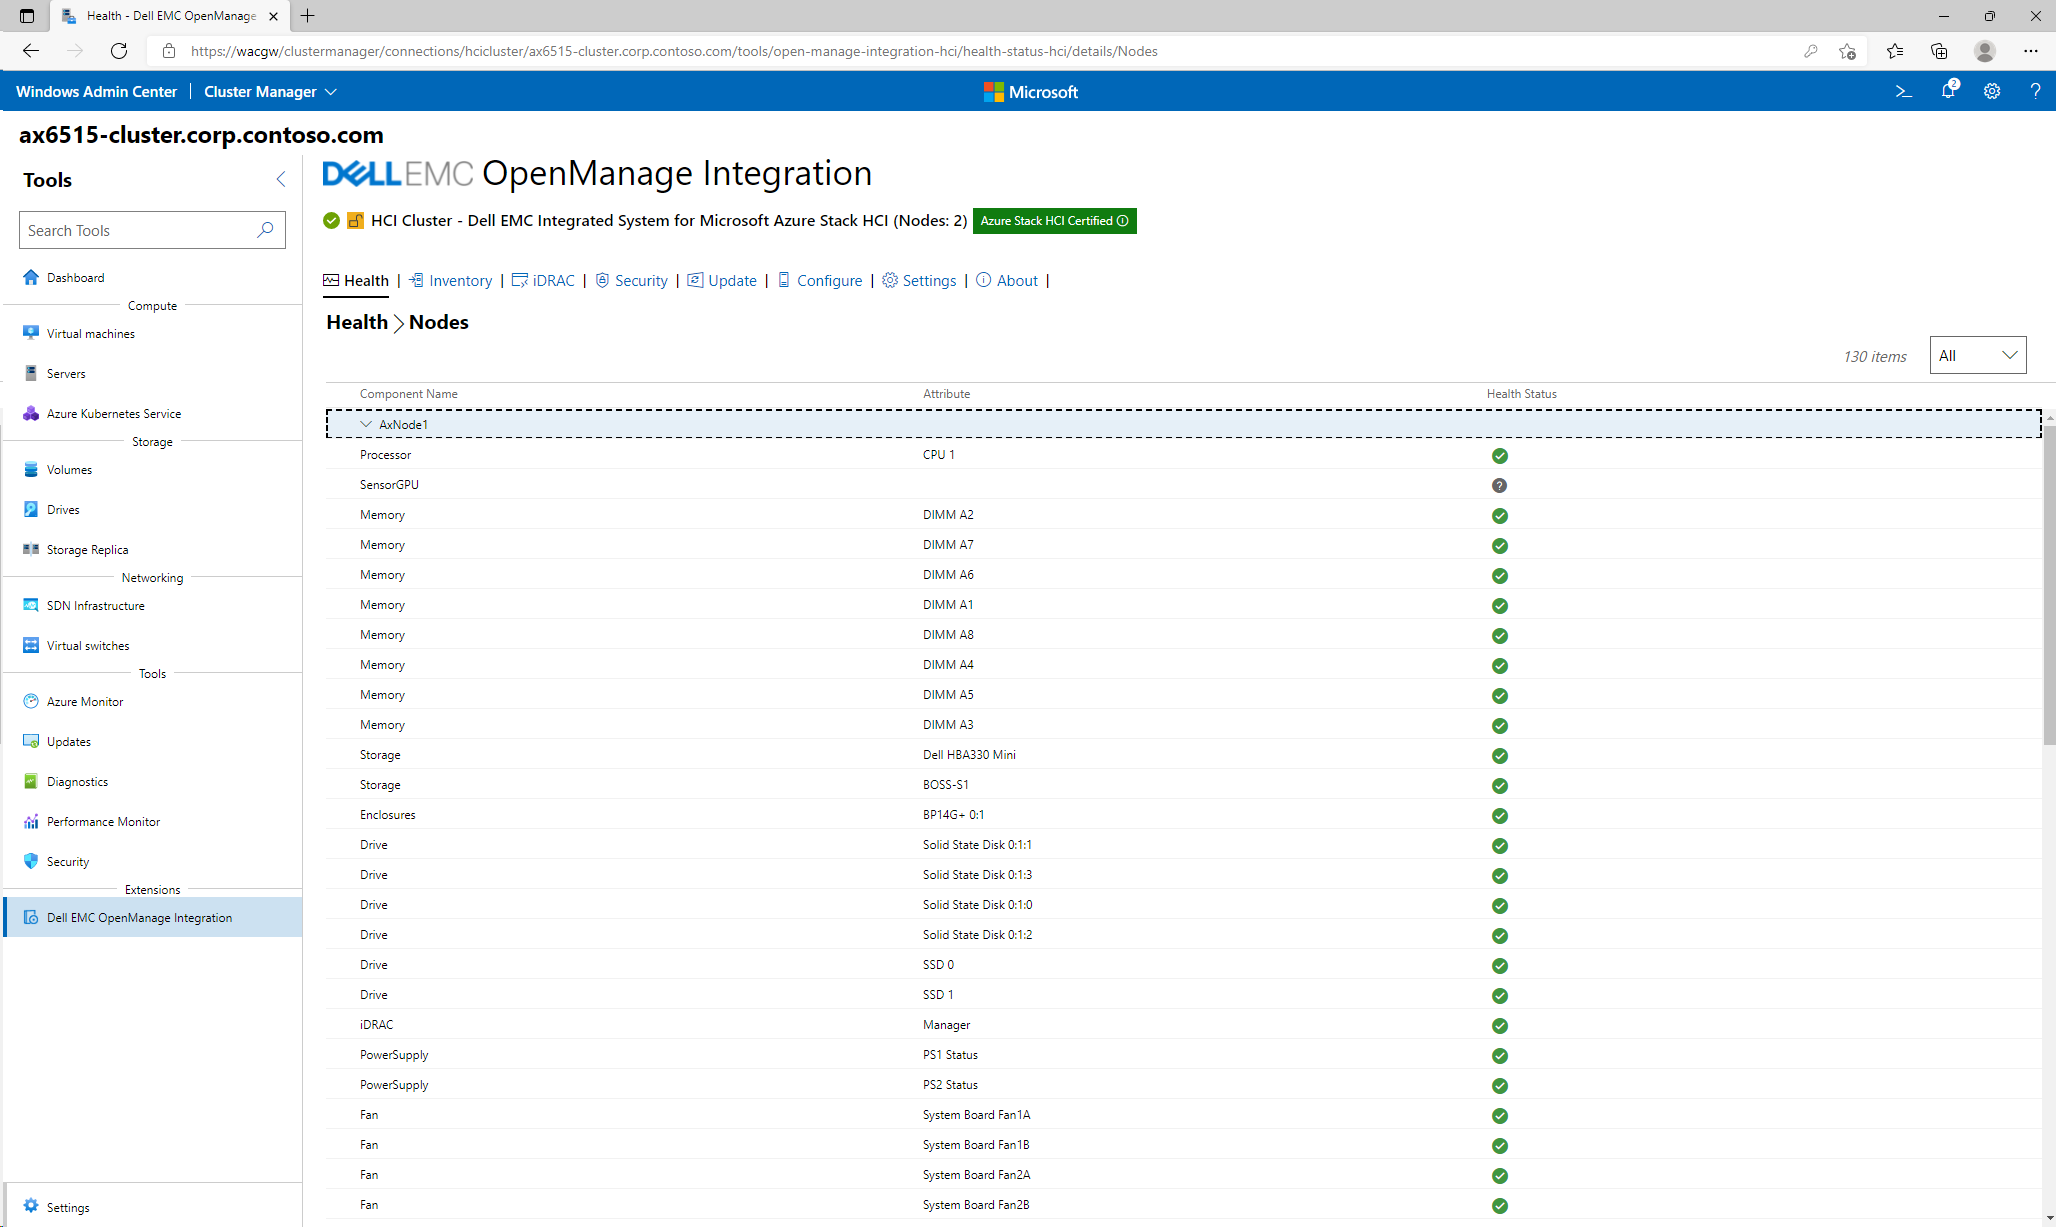 Health - Dell EMC OpenManage
https://wacgw/clustermanager/connections/hcicluster/ax6515-cluster.corp.contoso.com/tools/open-manage-integration-hci/health-status-hci/details/Nodes
Windows Admin Center | Cluster Manager
Microsoft
2
ax6515-cluster.corp.contoso.com
Tools
Search Tools
Dashboard
Compute
Virtual machines
Servers
Azure Kubernetes Service
Storage
Volumes
Drives
Storage Replica
Networking
SDN Infrastructure
Virtual switches
Tools
Azure Monitor
Updates
Diagnostics
Performance Monitor
Security
Extensions
Dell EMC OpenManage Integration
Settings
DELLEMC OpenManage Integration
HCI Cluster - Dell EMC Integrated System for Microsoft Azure Stack HCI (Nodes: 2) Azure Stack HCI Certified
Health | Inventory | iDRAC | Security | Update | Configure | Settings | About |
Health > Nodes
130 items All
Component Name Attribute Health Status
AxNode1
Processor CPU 1
SensorGPU ?
Memory DIMM A2
Memory DIMM A7
Memory DIMM A6
Memory DIMM A1
Memory DIMM A8
Memory DIMM A4
Memory DIMM A5
Memory DIMM A3
Storage Dell HBA330 Mini
Storage BOSS-S1
Enclosures BP14G+ 0:1
Drive Solid State Disk 0:1:1
Drive Solid State Disk 0:1:3
Drive Solid State Disk 0:1:0
Drive Solid State Disk 0:1:2
Drive SSD 0
Drive SSD 1
iDRAC Manager
PowerSupply PS1 Status
PowerSupply PS2 Status
Fan System Board Fan1A
Fan System Board Fan1B
Fan System Board Fan2A
Fan System Board Fan2B